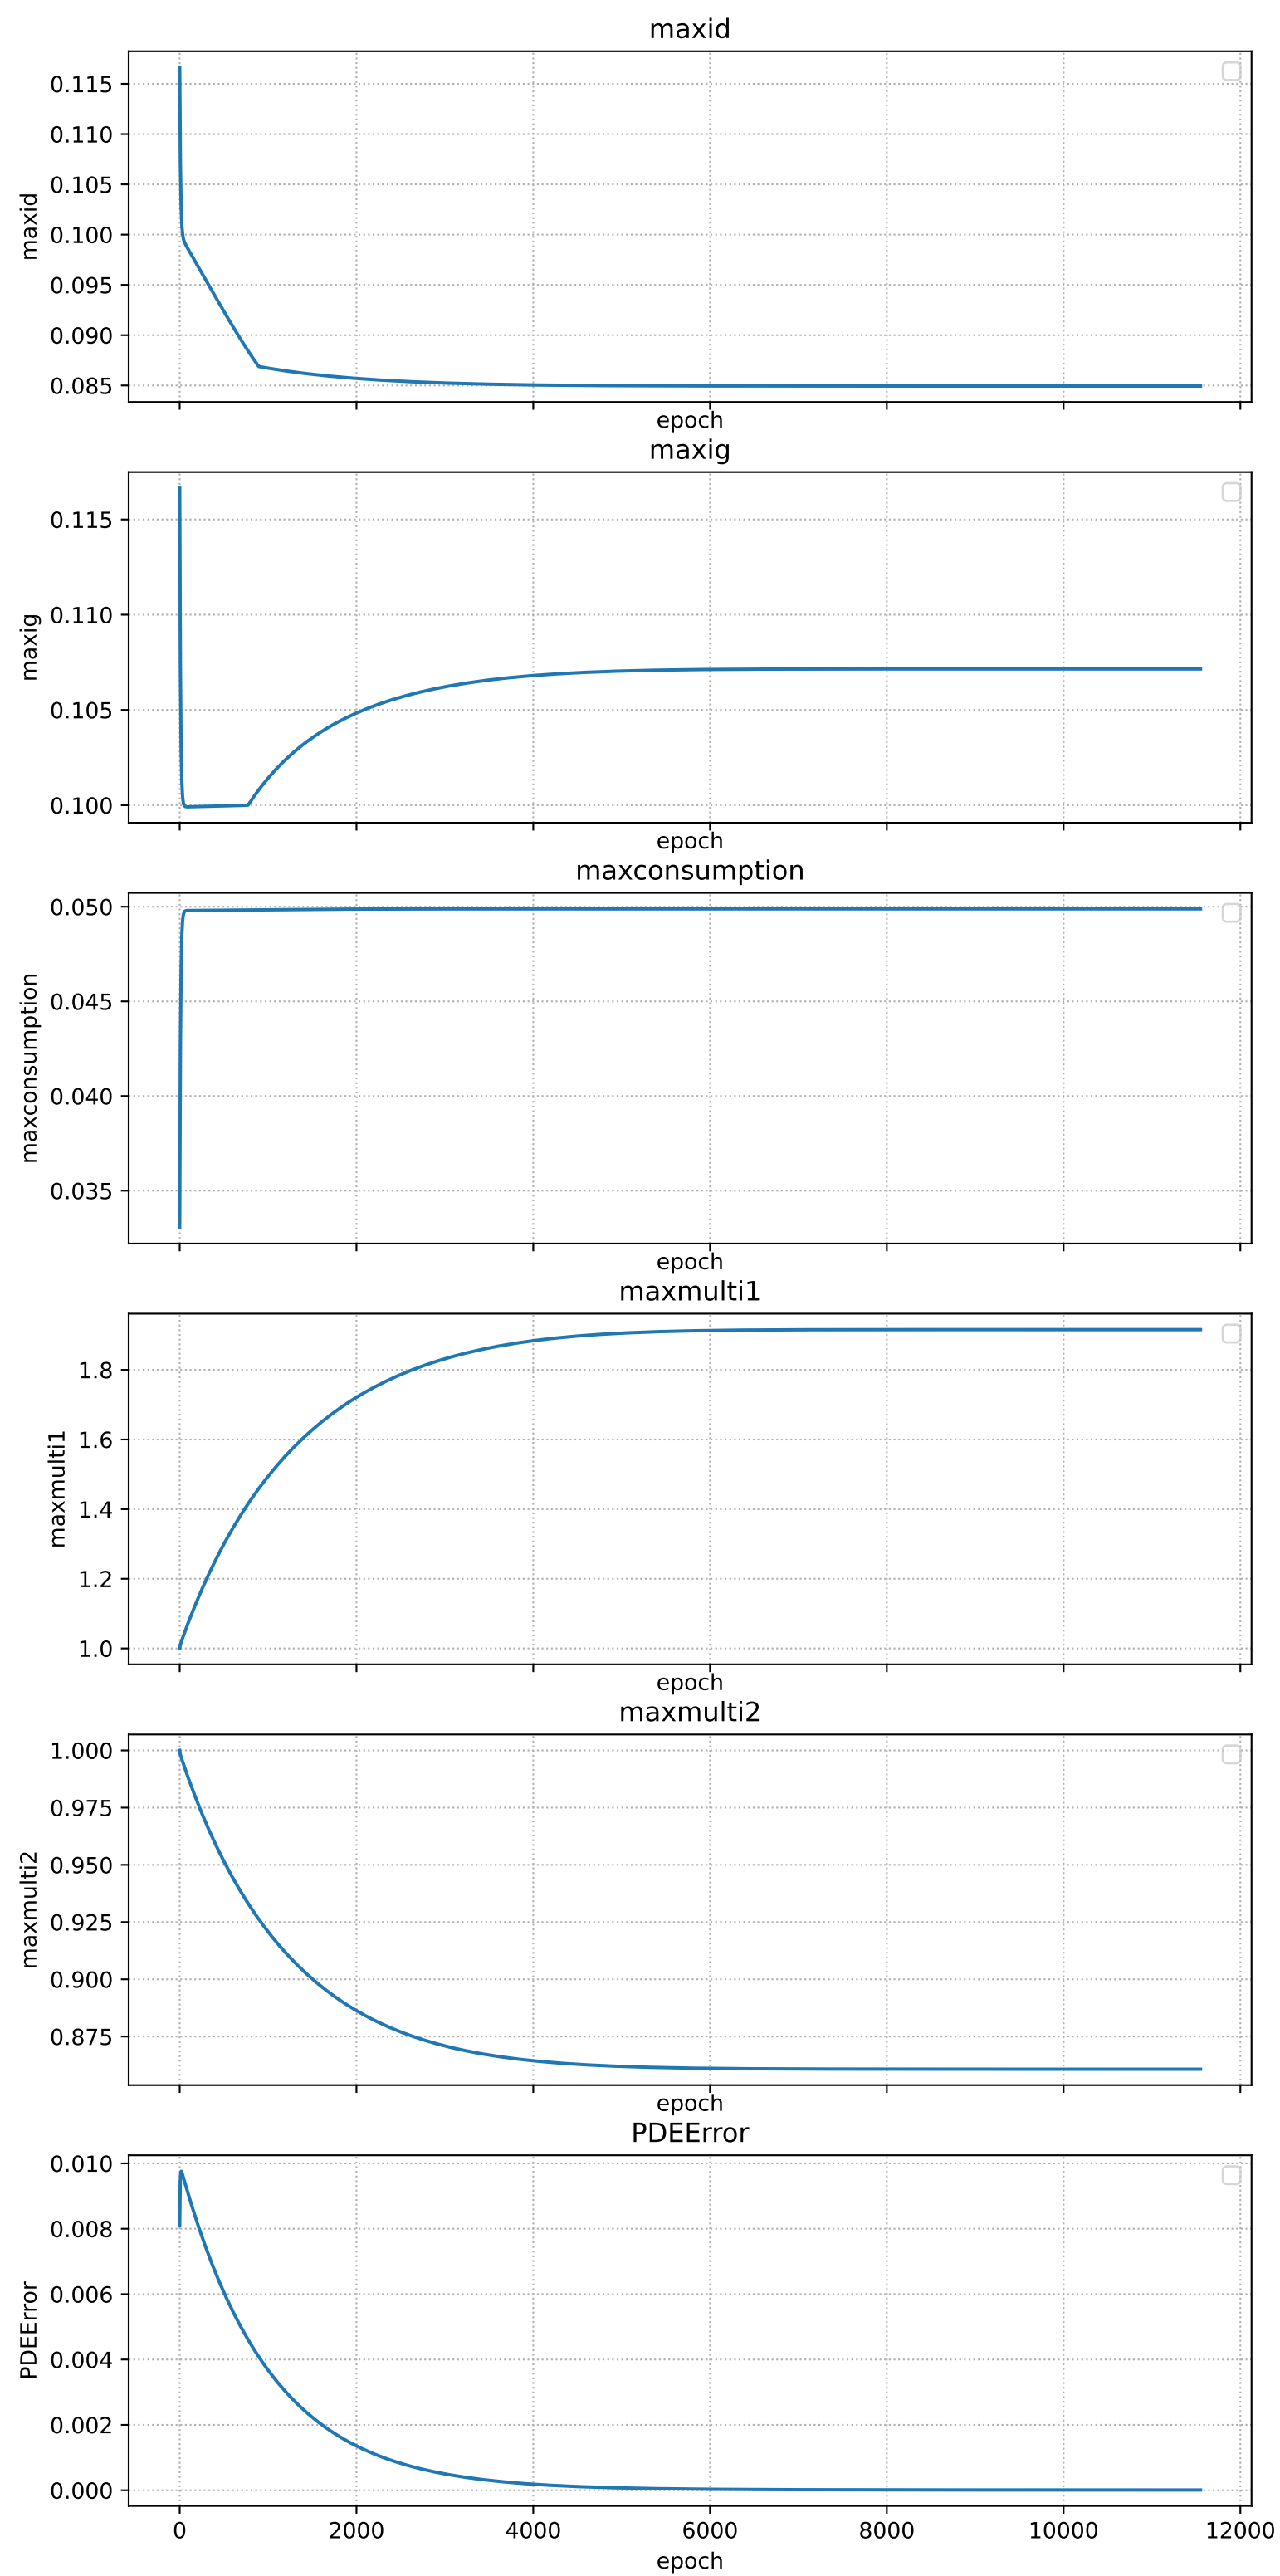 maxid
0.115
0.110
0.105
0.100
0.095
0.090
0.085
maxid
epoch
maxig
0.115
0.110
0.105
0.100
maxig
epoch
maxconsumption
0.050
0.045
0.040
0.035
maxconsumption
epoch
maxmulti1
1.8
1.6
1.4
1.2
1.0
maxmulti1
epoch
maxmulti2
1.000
0.975
0.950
0.925
0.900
0.875
maxmulti2
epoch
PDEError
0.010
0.008
0.006
0.004
0.002
0.000
PDEError
0 2000 4000 6000 8000 10000 12000
epoch